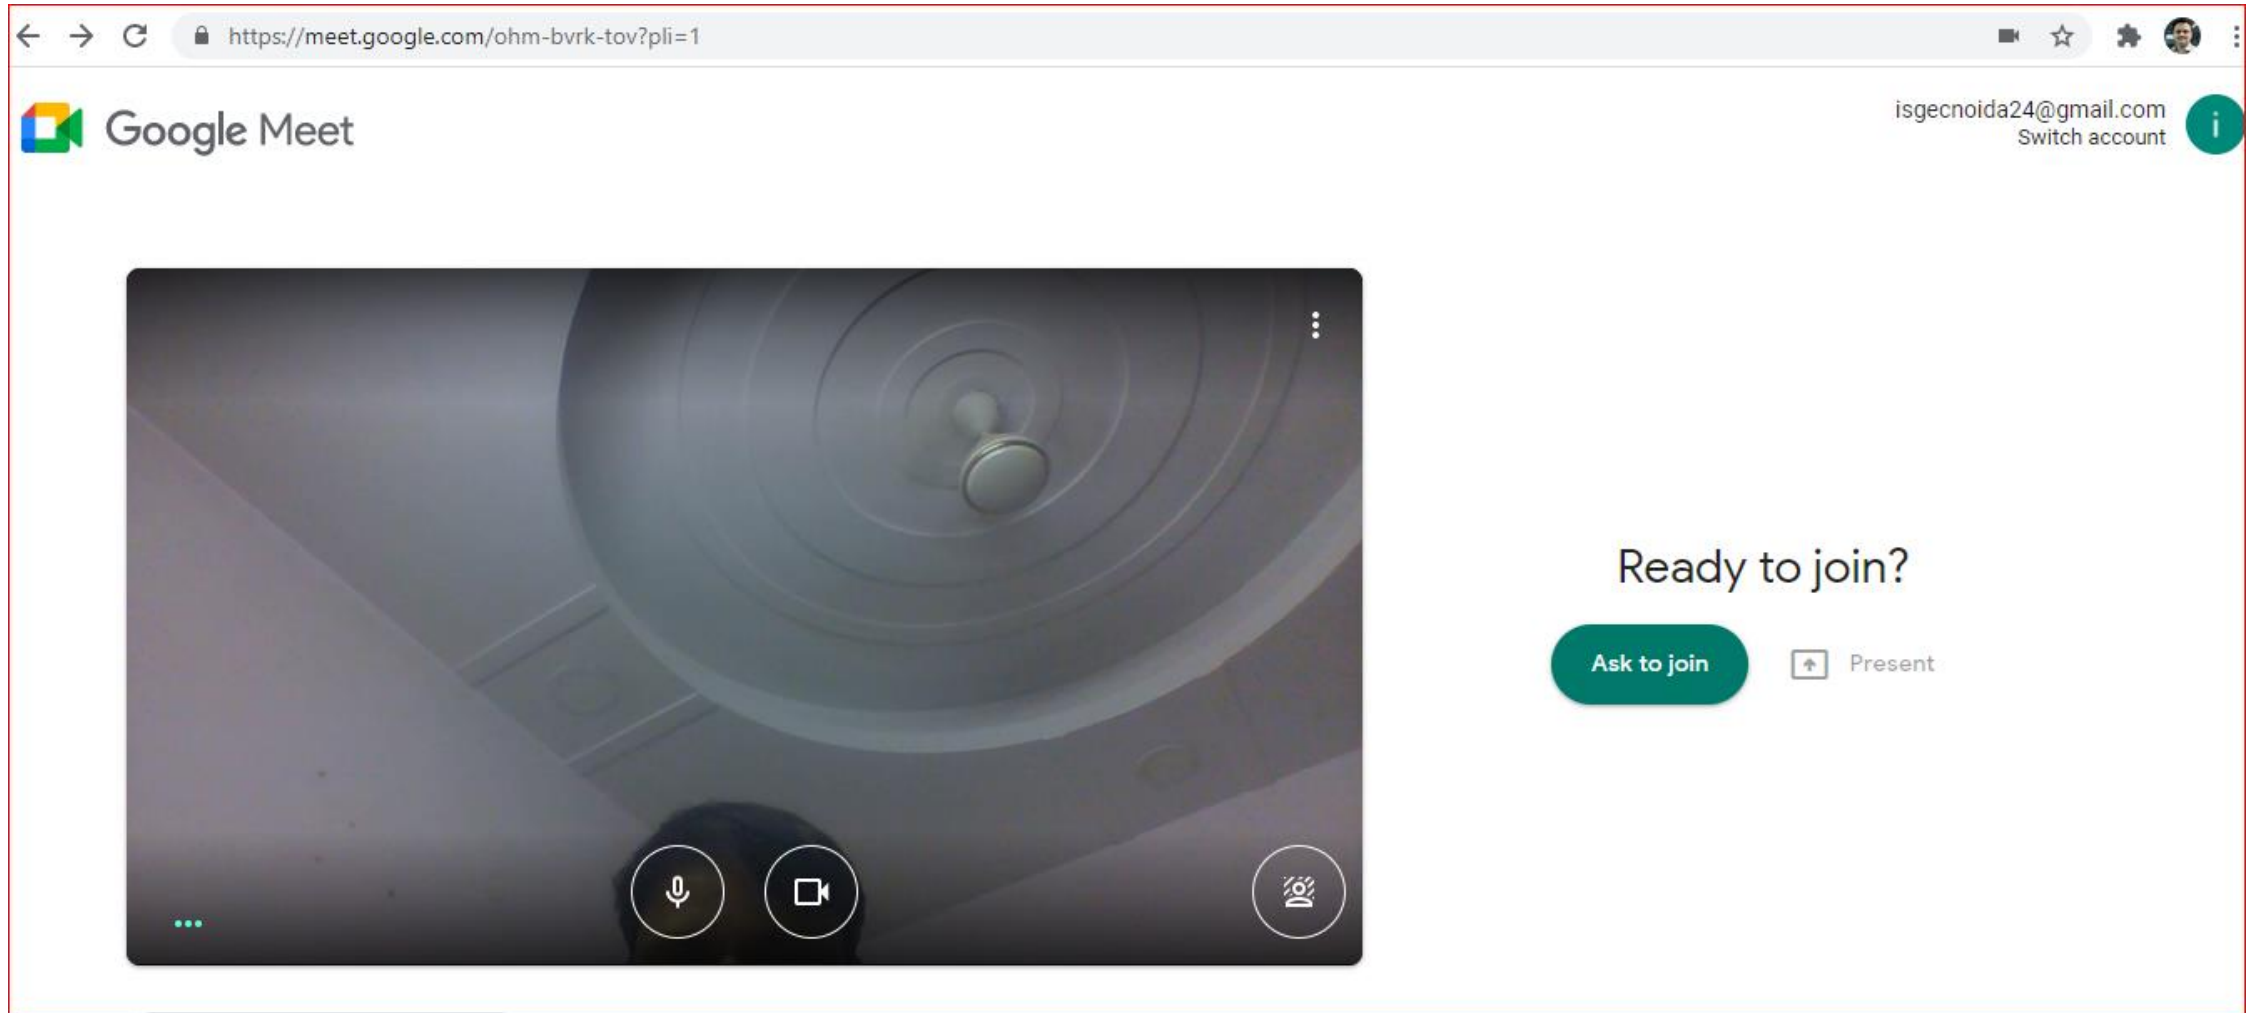 https://meet.google.com/ohm-bvrk-tov?pli=1
Google Meet
isgecnoida24@gmail.com
Switch account
i
Ready to join?
Ask to join
Present